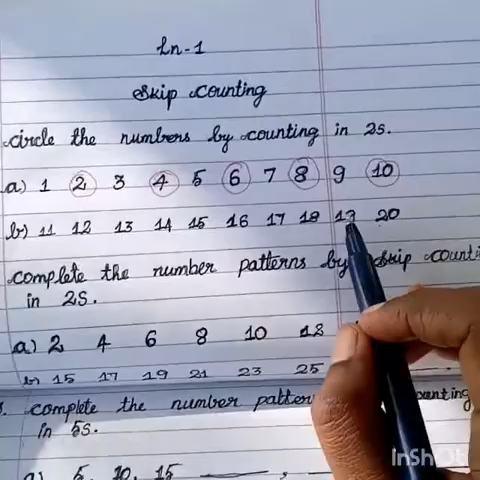 Ln-1
Skip counting
circle the numbers by counting in 2s.
a) 1 2 3 4 5 6 7 8 9 10
b) 11 12 13 14 15 16 17 18 19 20
complete the number patterns by skip counti
in 2s.
a) 2 4 6 8 10 12
b) 15 17 19 21 23 25
complete the number patter unting
in 5s.
a) 5, 10, 15 ,
InShot